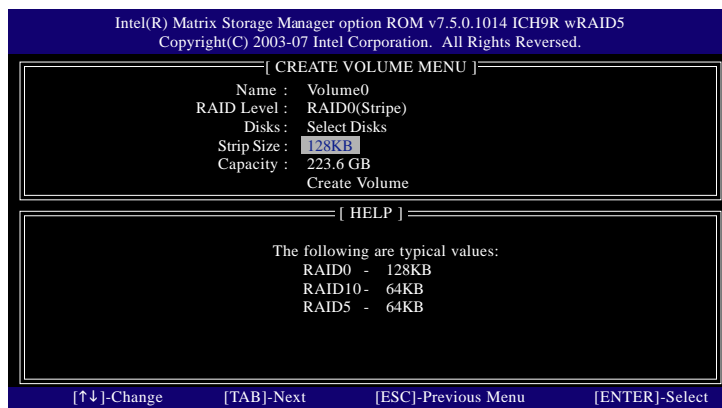 Intel(R) Matrix Storage Manager option ROM v7.5.0.1014 ICH9R wRAID5
Copyright(C) 2003-07 Intel Corporation. All Rights Reversed.
[ CREATE VOLUME MENU ]
Name : Volume0
RAID Level : RAID0(Stripe)
Disks : Select Disks
Strip Size : 128KB
Capacity : 223.6 GB
Create Volume
[ HELP ]
The following are typical values:
RAID0 - 128KB
RAID10 - 64KB
RAID5 - 64KB
[↑↓]-Change [TAB]-Next [ESC]-Previous Menu [ENTER]-Select